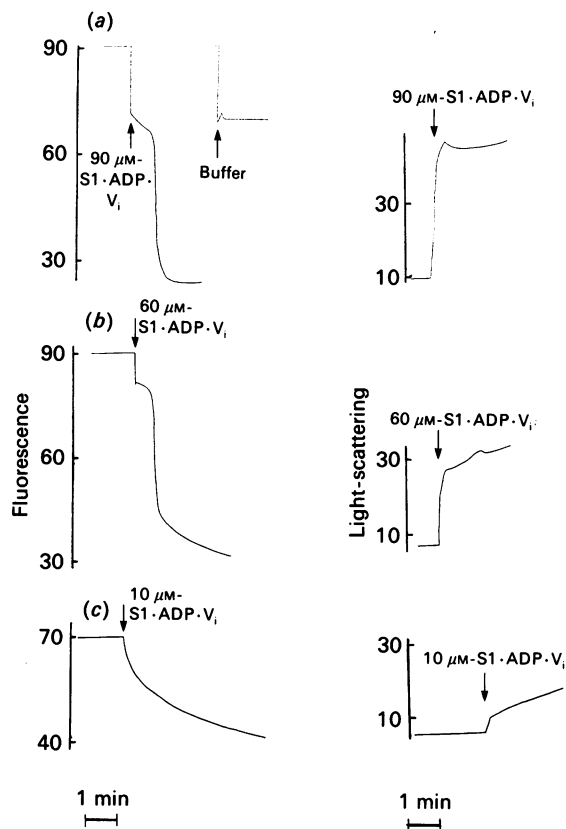 (a)
90
60
30
90 μM-
S1·ADP·
Vi
Buffer
90 μM-S1·ADP·Vi
30
10
(b)
60 μM-
S1·ADP·Vi
90
60
30
Fluorescence
60 μM-S1·ADP·Vi
30
10
Light-scattering
(c)
10 μM-
S1·ADP·Vi
70
40
30
10 μM-S1·ADP·Vi
10
1 min
1 min